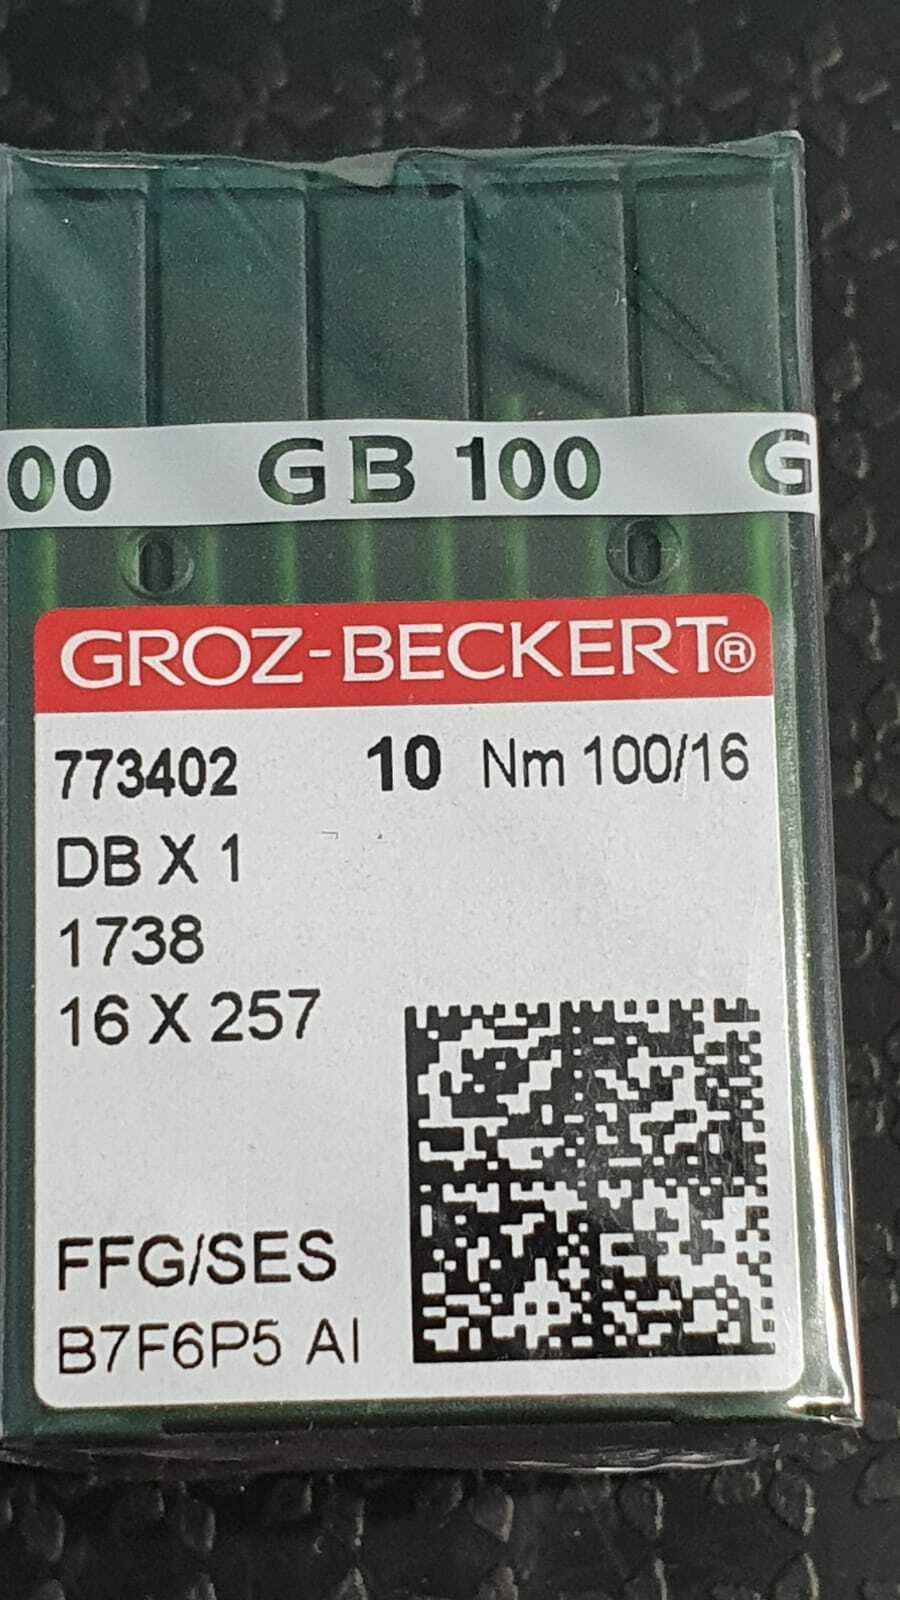 00 GB 100 G
GROZ-BECKERT®
773402 10 Nm 100/16
DB X 1
1738
16 X 257
FFG/SES
B7F6P5 AI